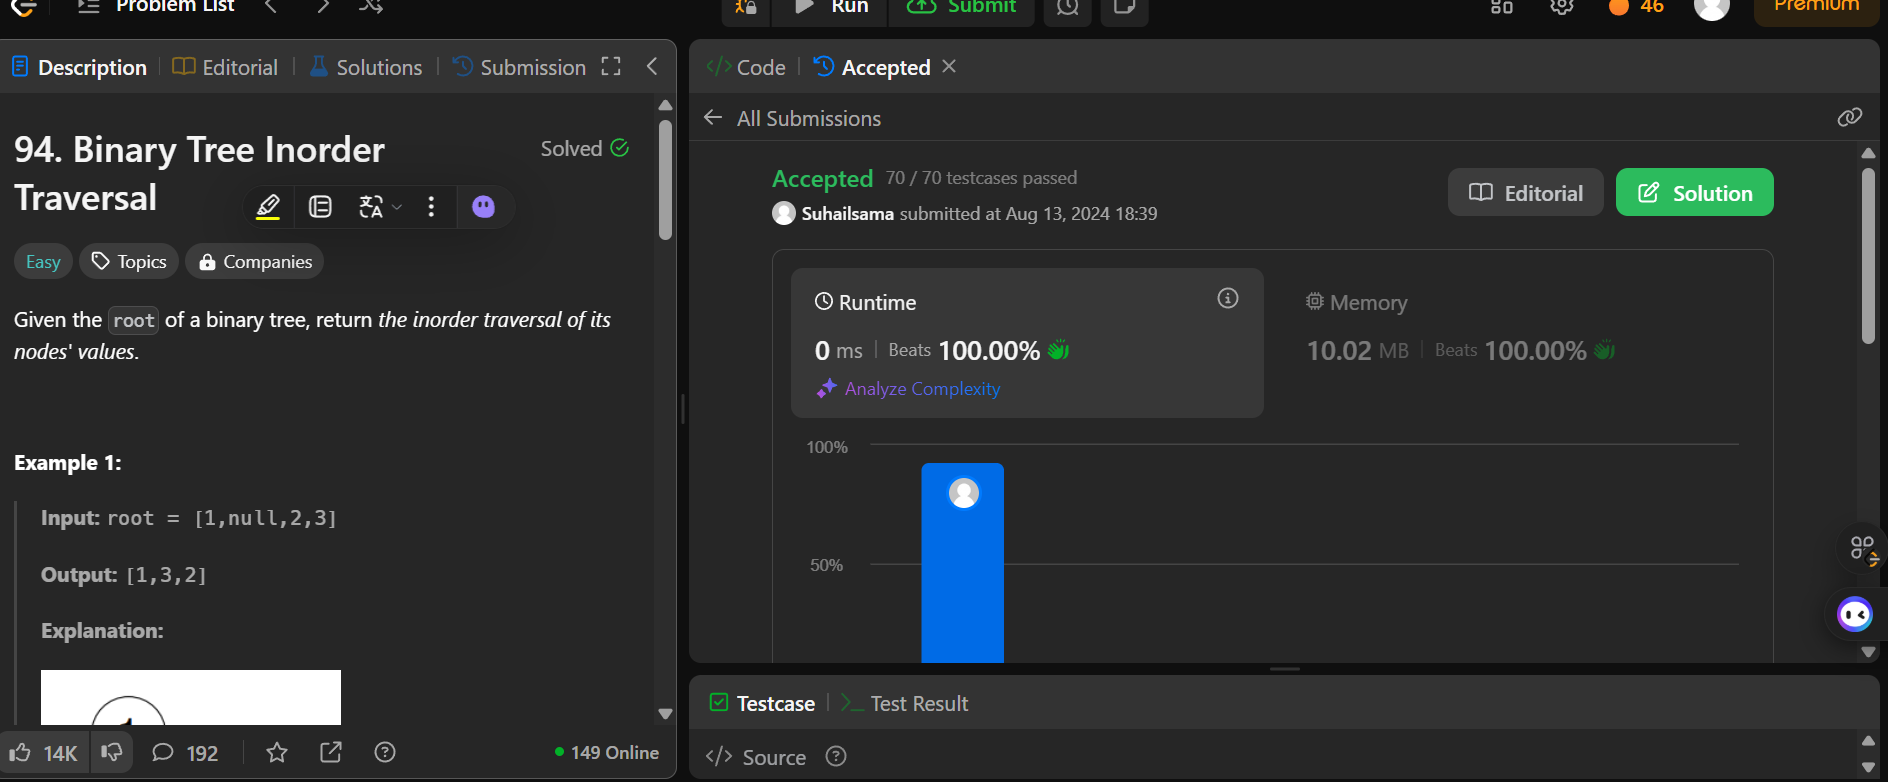 Problem List
Run
Submit
46
Premium
Description
Editorial
Solutions
Submission
94. Binary Tree Inorder
Traversal
Solved
Easy
Topics
Companies
Given the root of a binary tree, return the inorder traversal of its
nodes' values.
Example 1:
Input: root = [1,null,2,3]
Output: [1,3,2]
Explanation:
14K
192
149 Online
Code
Accepted
All Submissions
Accepted 70 / 70 testcases passed
Suhailsama submitted at Aug 13, 2024 18:39
Editorial
Solution
Runtime
0 ms | Beats 100.00%
Analyze Complexity
Memory
10.02 MB | Beats 100.00%
100%
50%
Testcase
Test Result
Source